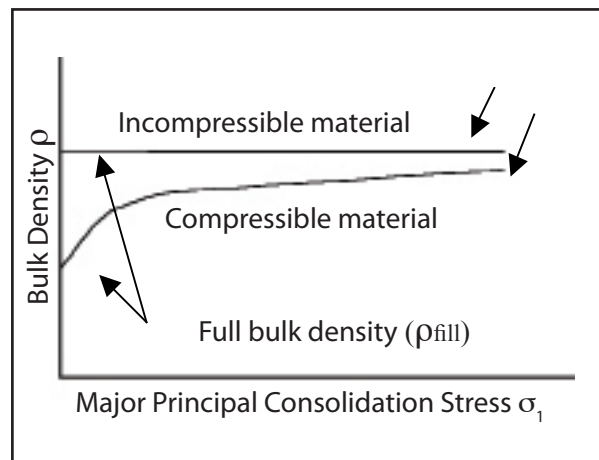 Incompressible material
Bulk Density ρ
Compressible material
Full bulk density (ρfill)
Major Principal Consolidation Stress σ₁